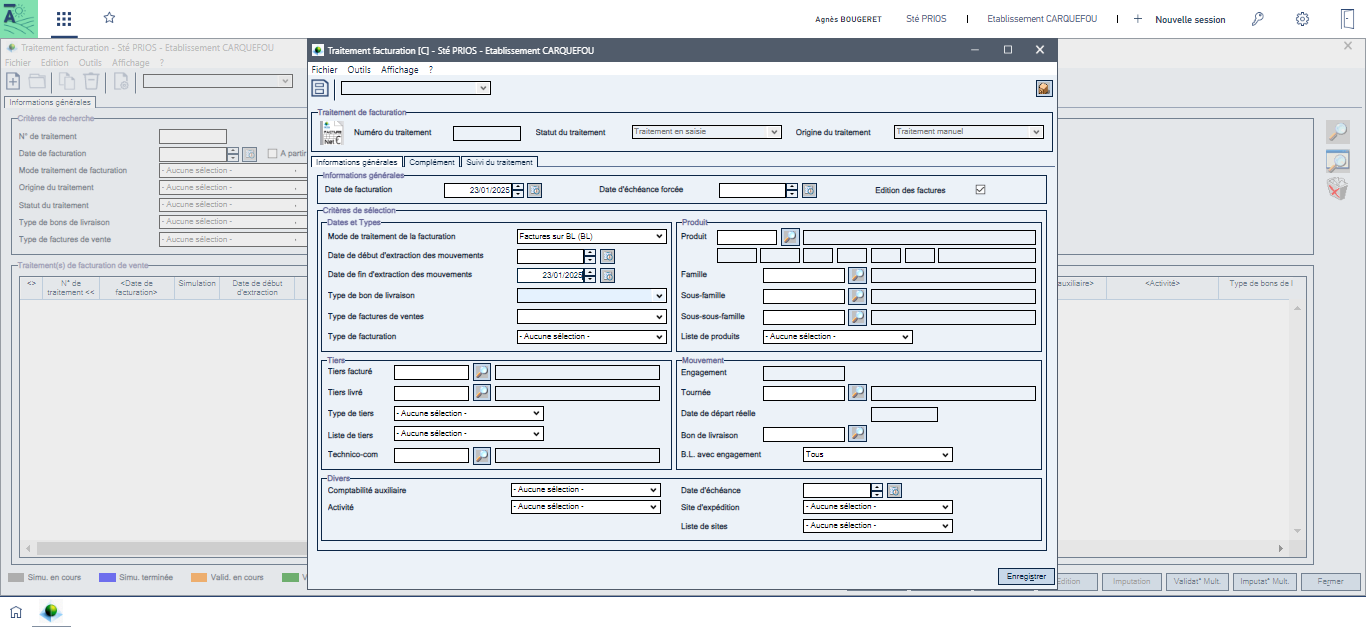 Agnès BOUGERET Sté PRIOS | Etablissement CARQUEFOU | + Nouvelle session
Traitement facturation - Sté PRIOS - Etablissement CARQUEFOU
Fichier Edition Outils Affichage ?
Informations générales
Critères de recherche
N° de traitement
Date de facturation A partir
Mode traitement de facturation - Aucune sélection -
Origine du traitement - Aucune sélection -
Statut du traitement - Aucune sélection -
Type de bons de livraison - Aucune sélection -
Type de factures de vente - Aucune sélection -
Traitement(s) de facturation de vente
<> N° de traitement << <Date de facturation> Simulation Date de début d'extraction
auxiliaire> <Activité> Type de bons de l
Simu. en cours Simu. terminée Valid. en cours V
Edition Imputation Validat° Mult. Imputat° Mult. Fermer
Traitement facturation [C] - Sté PRIOS - Etablissement CARQUEFOU
Fichier Outils Affichage ?
Traitement de facturation
FACTURE
Net €
Numéro du traitement Statut du traitement Traitement en saisie Origine du traitement Traitement manuel
Informations générales Complément Suivi du traitement
Informations générales
Date de facturation 23/01/2025 Date d'échéance forcée Edition des factures
Critères de sélection
Dates et Types
Mode de traitement de la facturation Factures sur BL (BL)
Date de début d'extraction des mouvements
Date de fin d'extraction des mouvements 23/01/2025
Type de bon de livraison
Type de factures de ventes
Type de facturation - Aucune sélection -
Produit
Produit
Famille
Sous-famille
Sous-sous-famille
Liste de produits - Aucune sélection -
Tiers
Tiers facturé
Tiers livré
Type de tiers - Aucune sélection -
Liste de tiers - Aucune sélection -
Technico-com
Mouvement
Engagement
Tournée
Date de départ réelle
Bon de livraison
B.L. avec engagement Tous
Divers
Comptabilité auxiliaire - Aucune sélection -
Activité - Aucune sélection -
Date d'échéance
Site d'expédition - Aucune sélection -
Liste de sites - Aucune sélection -
Enregistrer